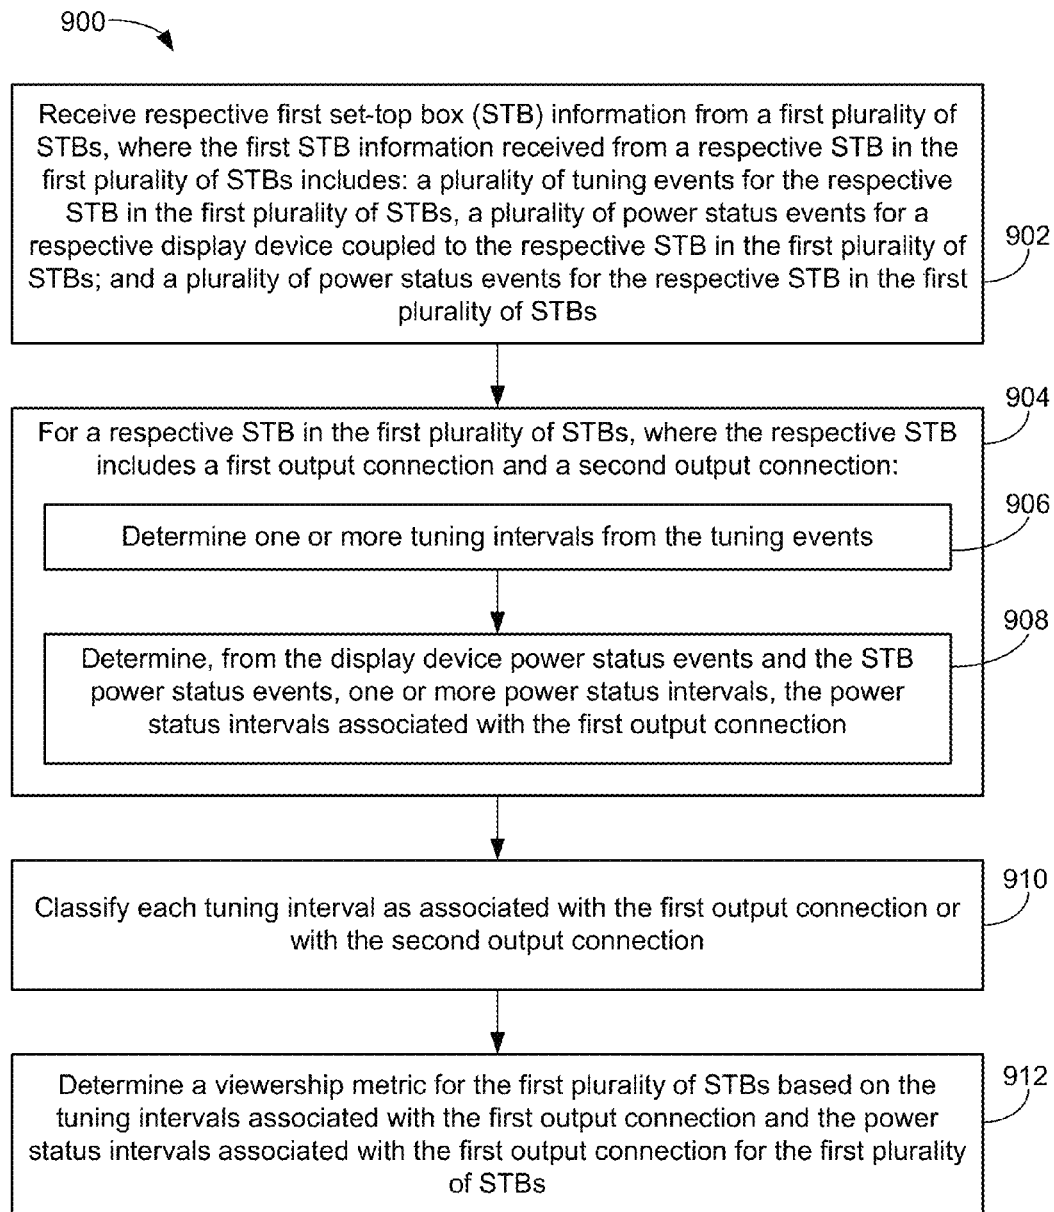 900
Receive respective first set-top box (STB) information from a first plurality of
STBs, where the first STB information received from a respective STB in the
first plurality of STBs includes: a plurality of tuning events for the respective
STB in the first plurality of STBs, a plurality of power status events for a
respective display device coupled to the respective STB in the first plurality of
STBs; and a plurality of power status events for the respective STB in the first
plurality of STBs
902
904
For a respective STB in the first plurality of STBs, where the respective STB
includes a first output connection and a second output connection:
906
Determine one or more tuning intervals from the tuning events
908
Determine, from the display device power status events and the STB
power status events, one or more power status intervals, the power
status intervals associated with the first output connection
910
Classify each tuning interval as associated with the first output connection or
with the second output connection
912
Determine a viewership metric for the first plurality of STBs based on the
tuning intervals associated with the first output connection and the power
status intervals associated with the first output connection for the first plurality
of STBs